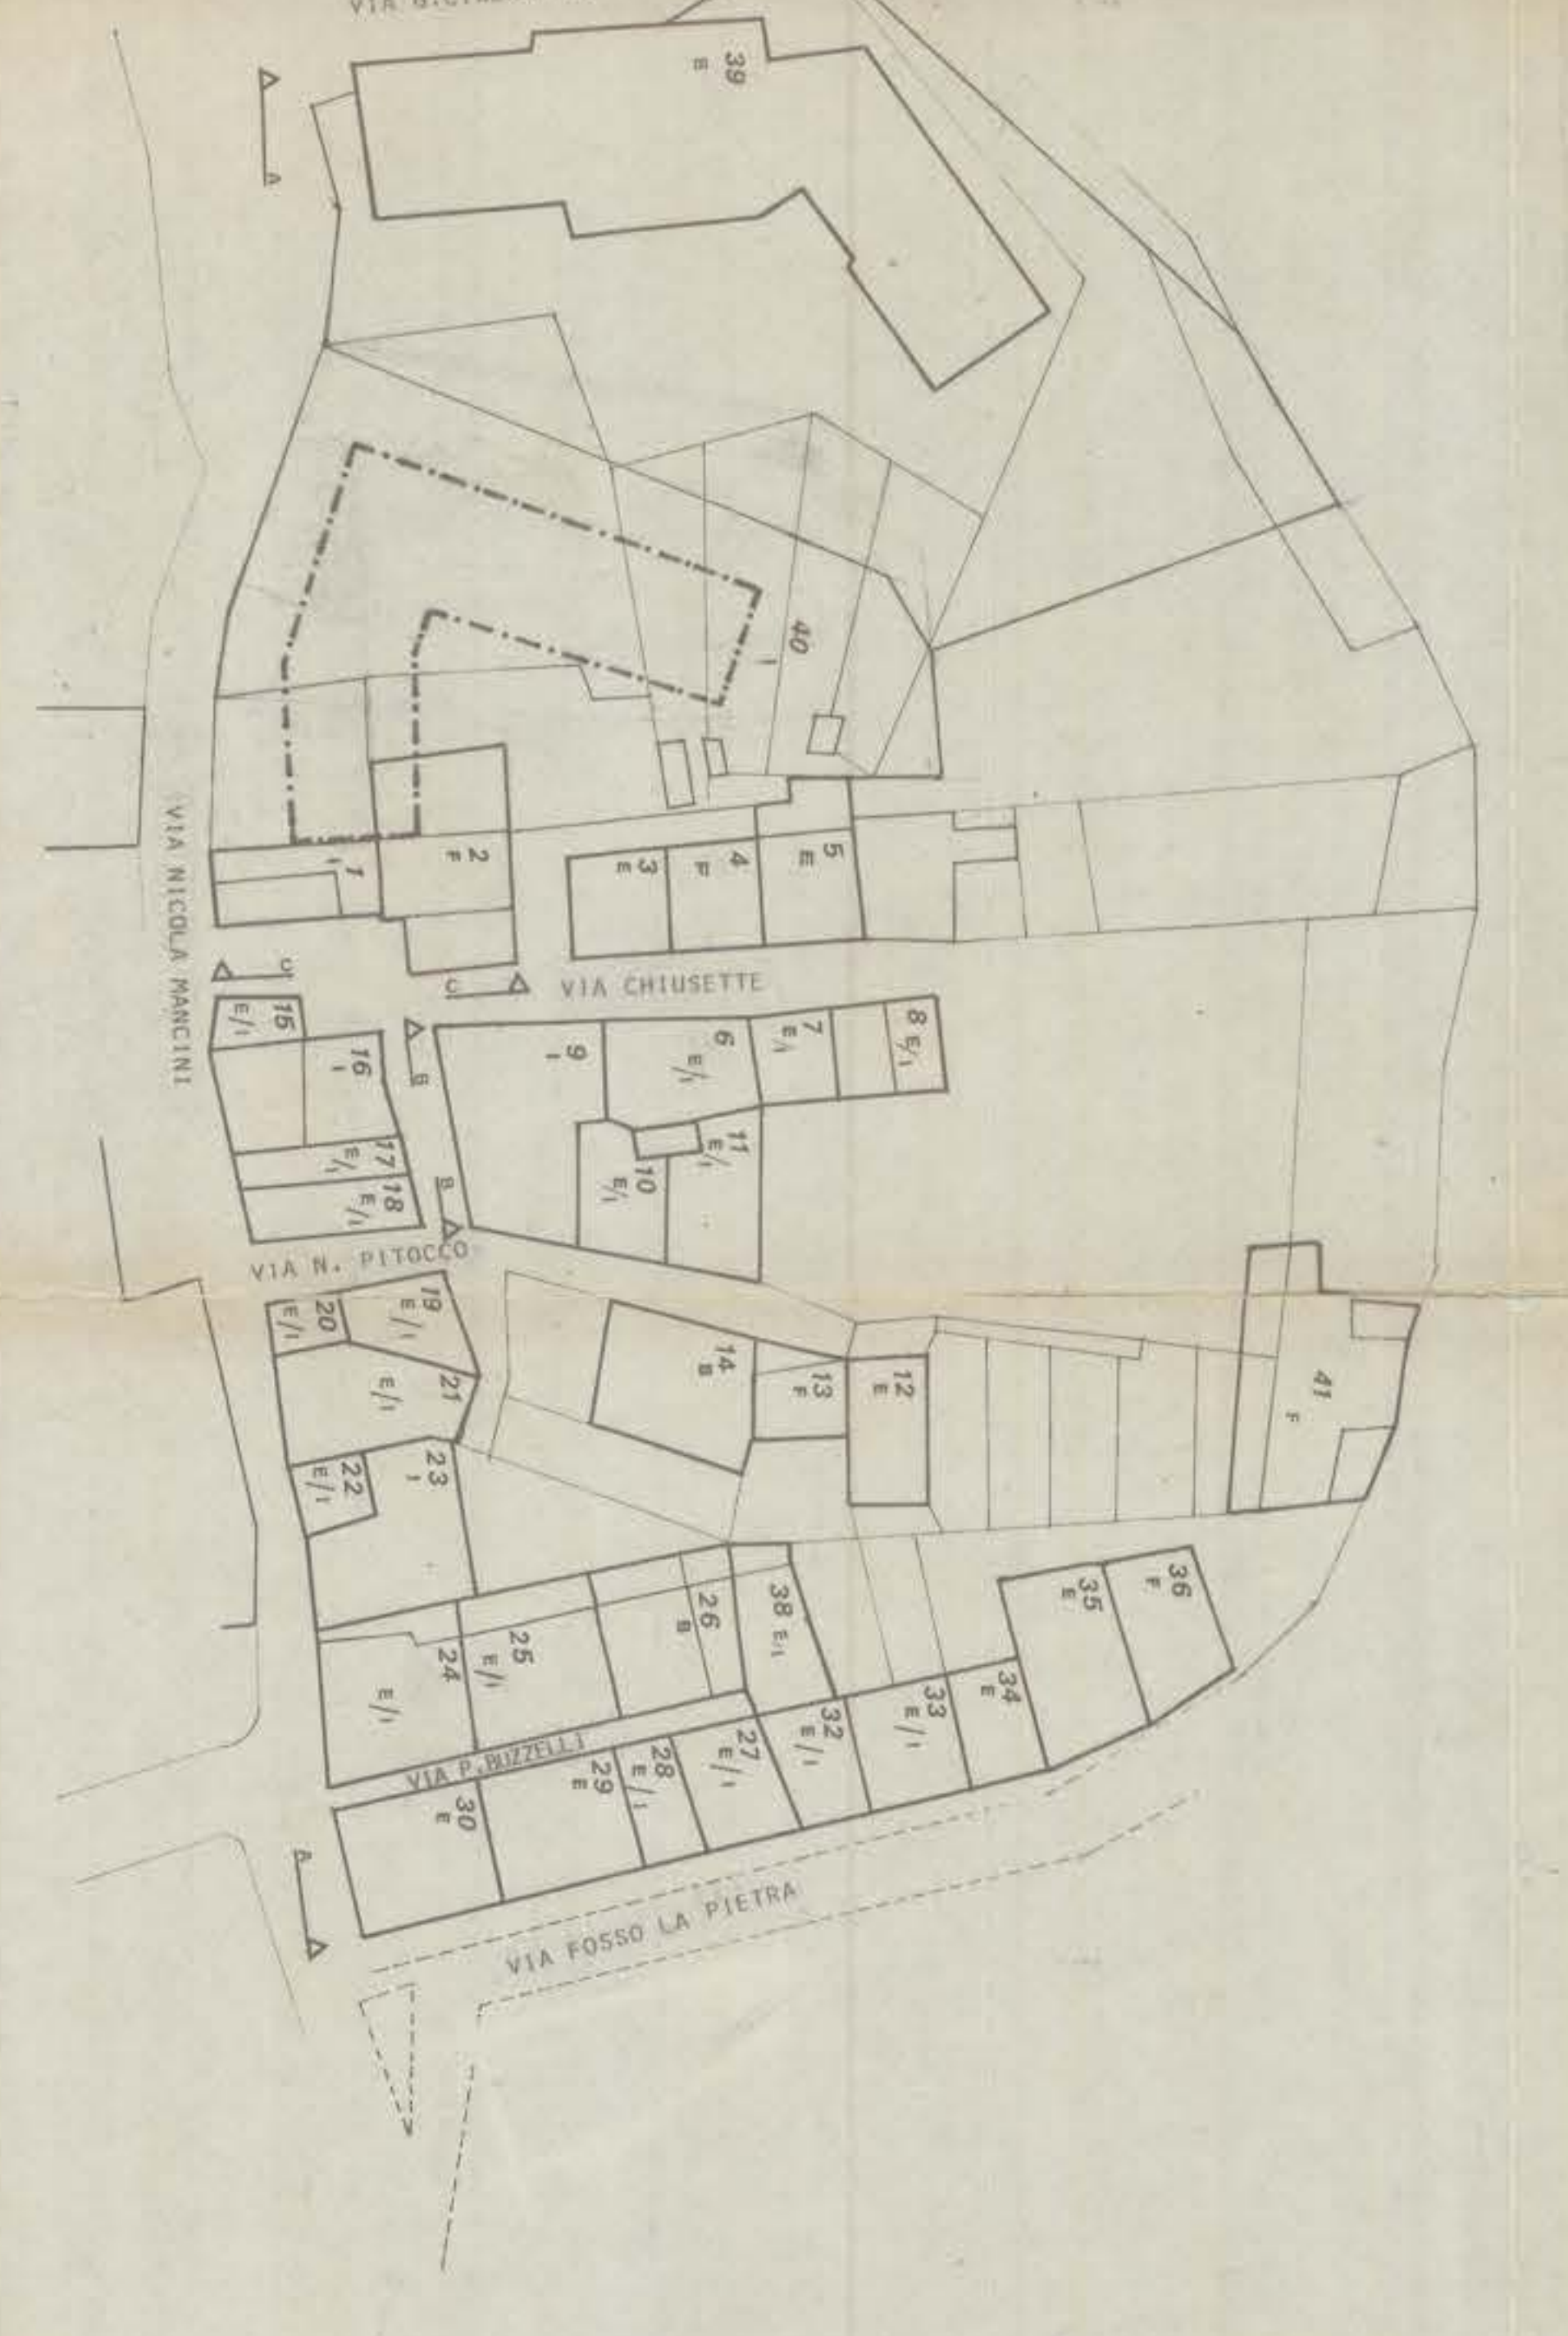 VIA
39
E
A
40
I
1
I
2
F
3
E
4
F
5
E
VIA NICOLA MANCINI
C
C
VIA CHIUSETTE
15
E/I
16
I
17
E/I
18
E/I
B
B
9
I
6
E/I
7
E/I
8 E/I
11
E/I
10
E/I
VIA N. PITOCCO
20
E/I
19
E/I
21
E/I
22
E/I
23
I
14
B
13
F
12
E
41
F
24
E/I
25
E/I
26
B
38 E/I
36
F
35
E
34
E
33
E/I
32
E/I
27
E/I
28
E/I
29
E
30
E
VIA P. BUZZELLI
A
VIA FOSSO LA PIETRA